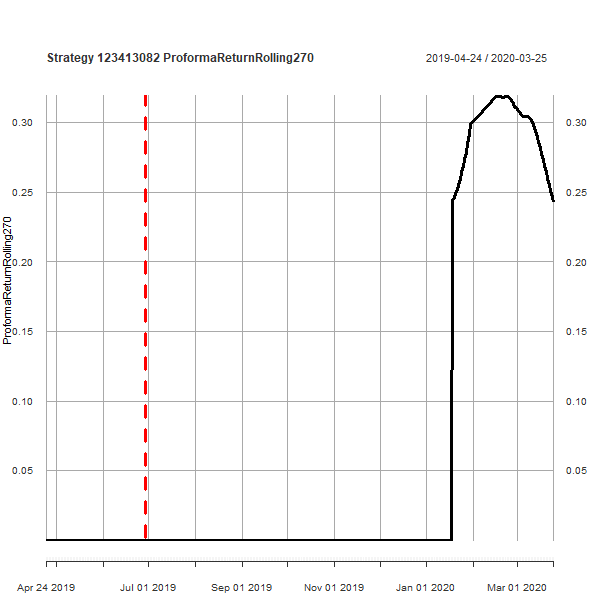 Strategy 123413082 ProformaReturnRolling270
2019-04-24 / 2020-03-25
ProformaReturnRolling270
0.30
0.25
0.20
0.15
0.10
0.05
0.30
0.25
0.20
0.15
0.10
0.05
Apr 24 2019
Jul 01 2019
Sep 01 2019
Nov 01 2019
Jan 01 2020
Mar 01 2020